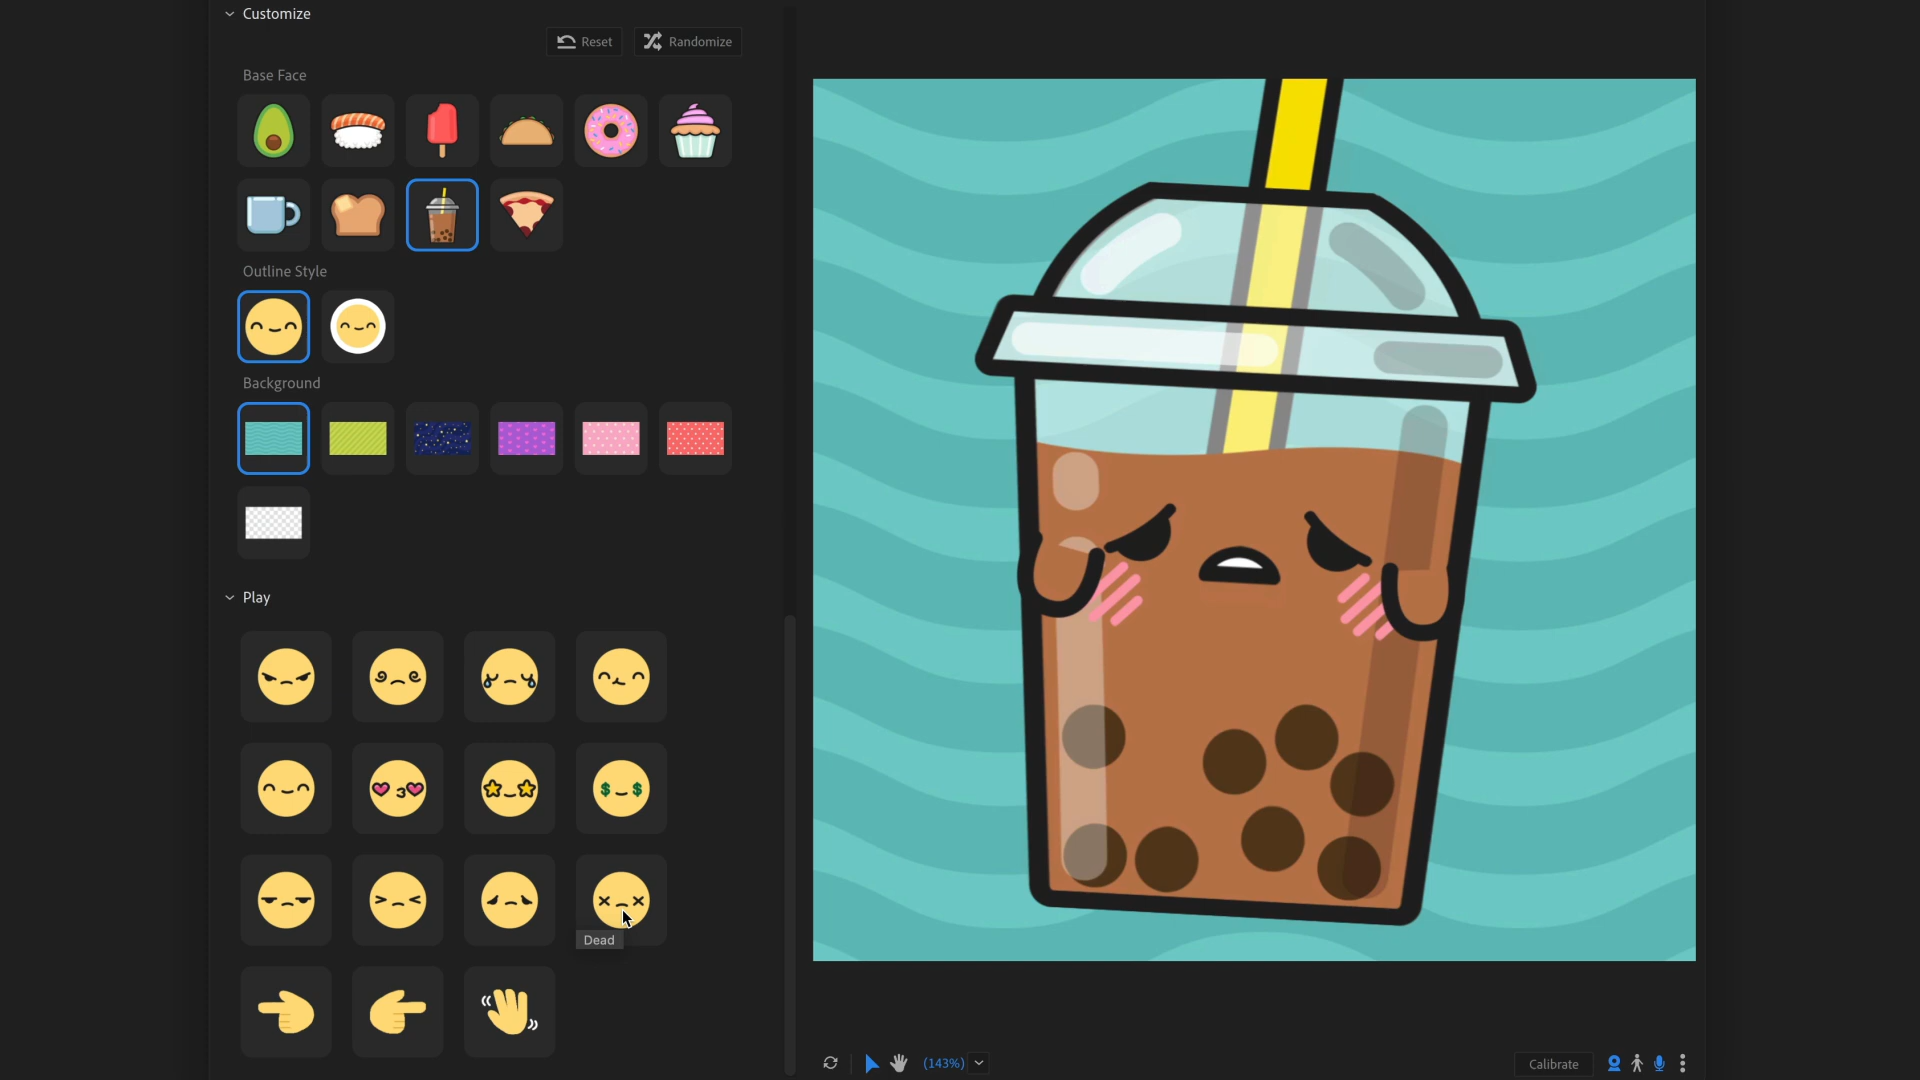 Customize
Reset
Randomize
Base Face
Outline Style
Background
Play
Dead
(143%)
Calibrate